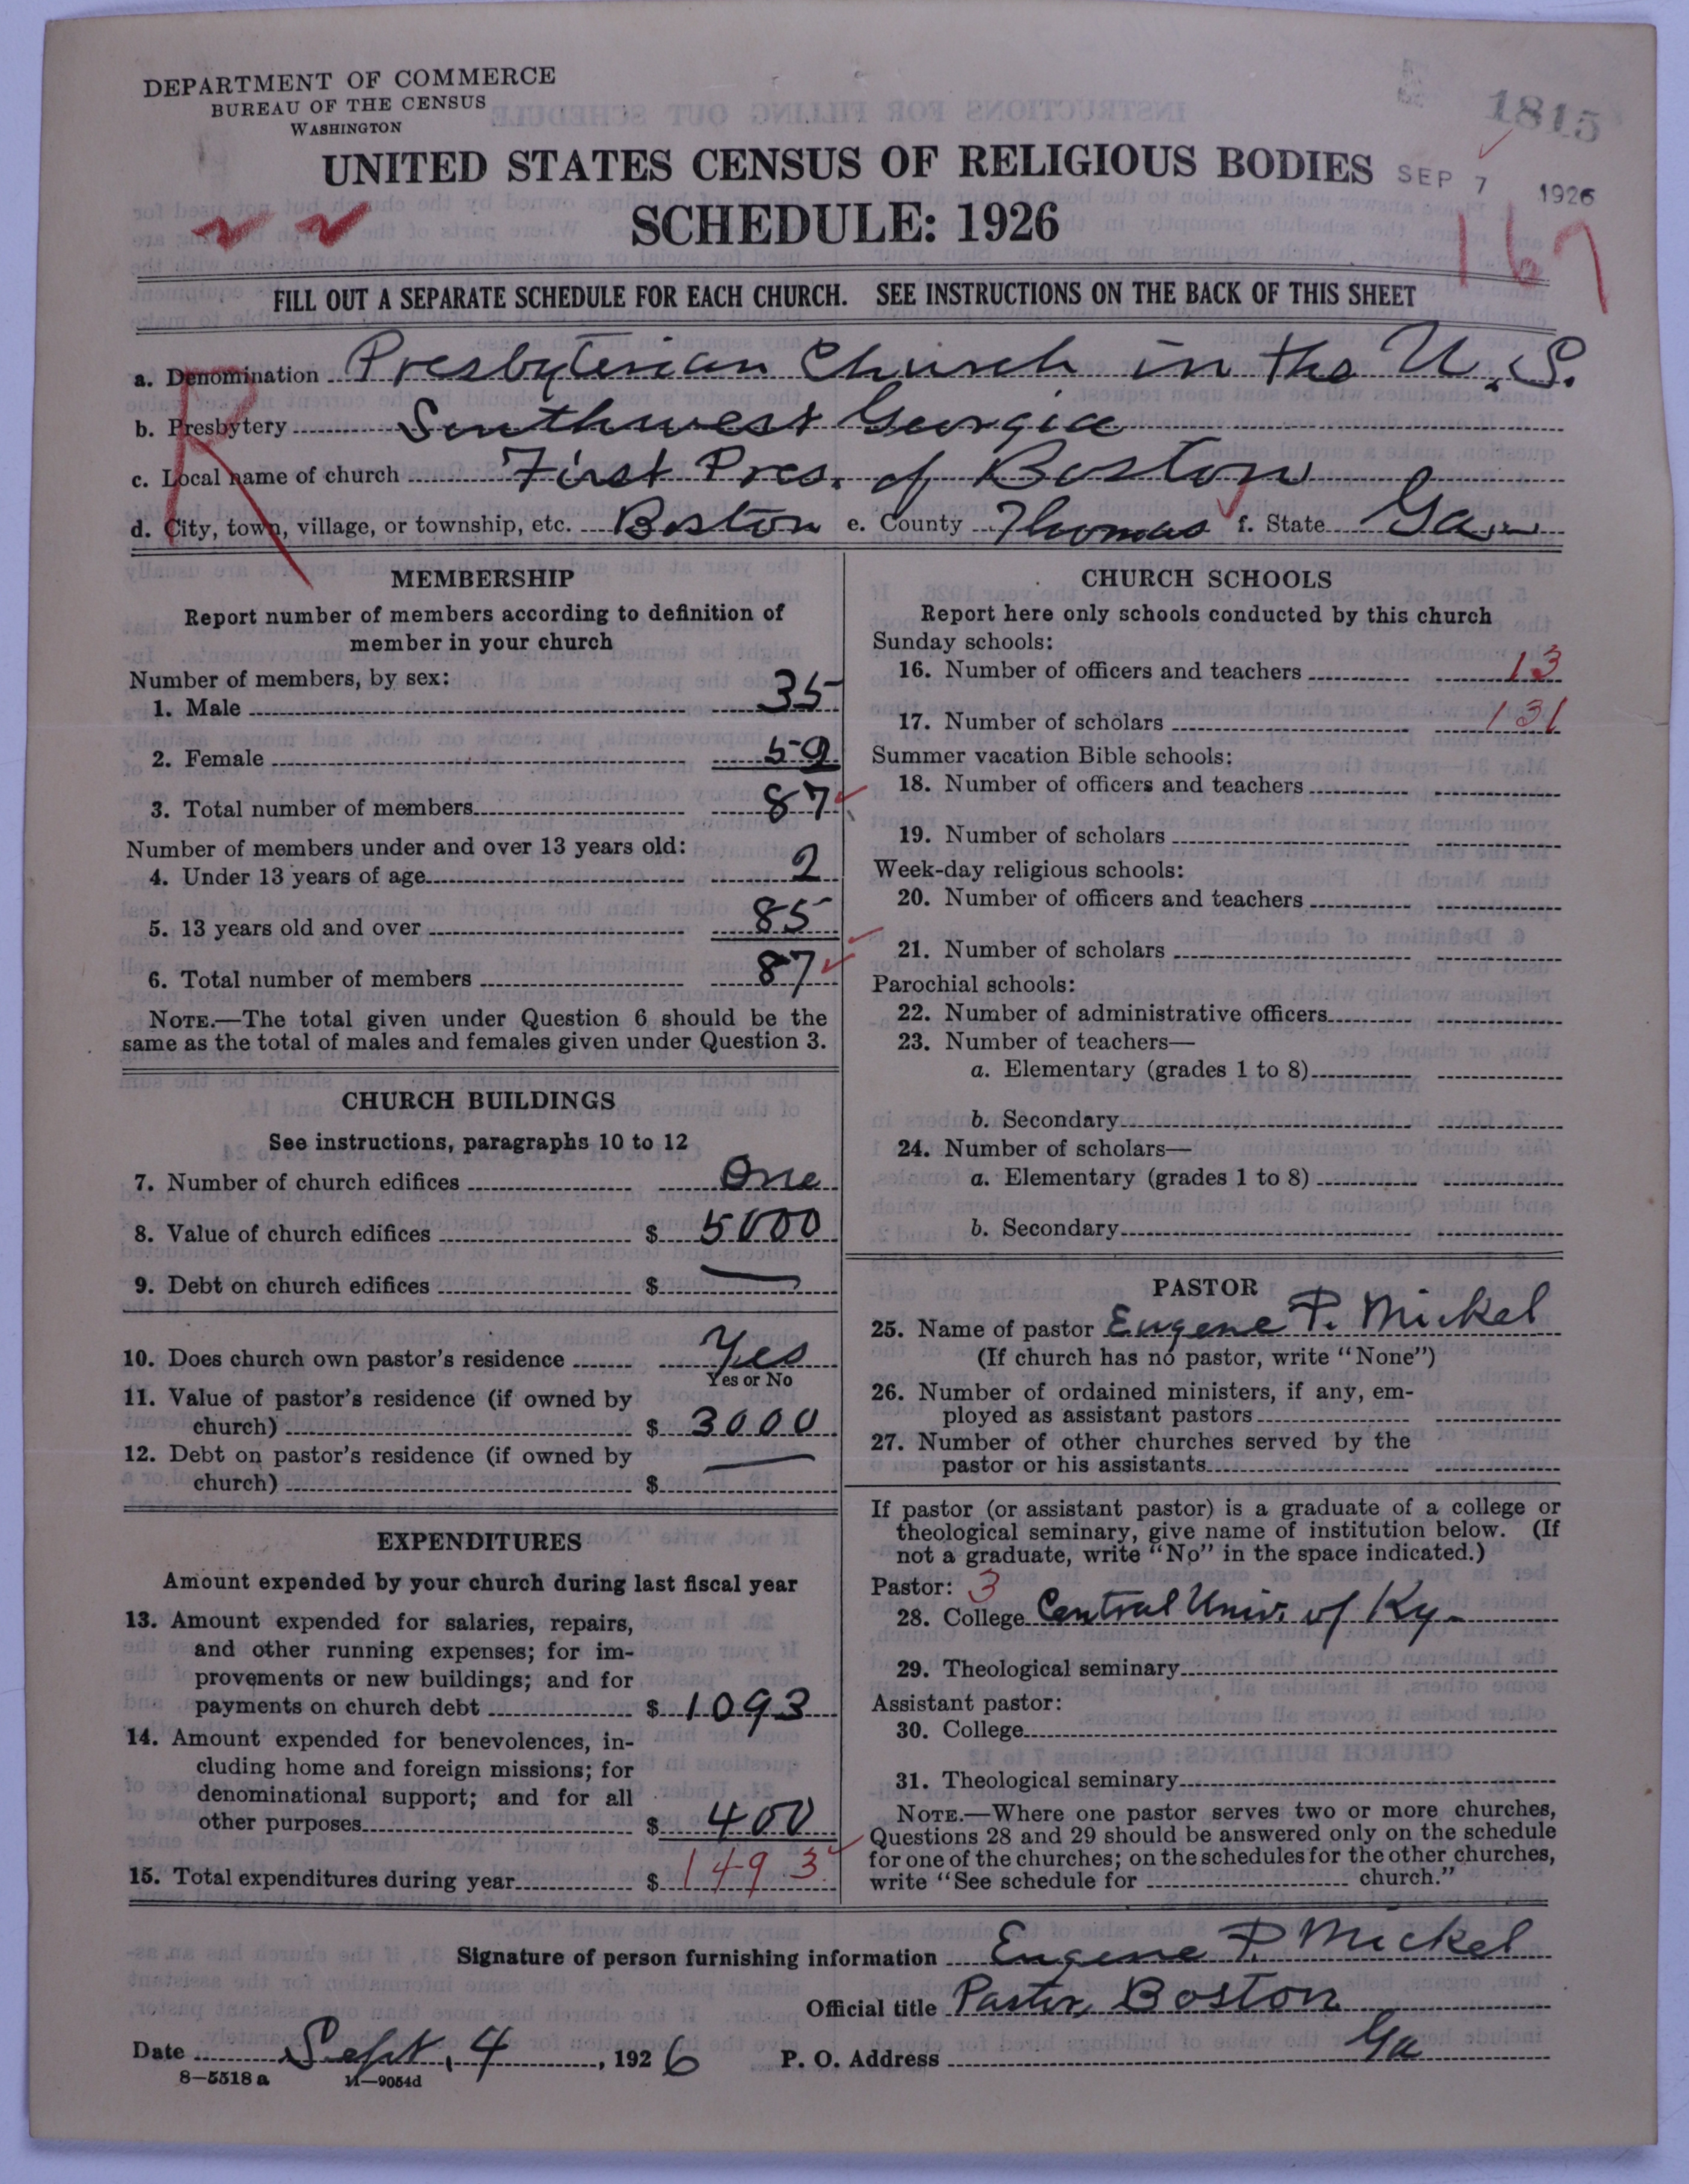 DEPARTMENT OF COMMERCE
BUREAU OF THE CENSUS
WASHINGTON
1815
UNITED STATES CENSUS OF RELIGIOUS BODIES
SEP 7 1926
SCHEDULE: 1926
167
FILL OUT A SEPARATE SCHEDULE FOR EACH CHURCH. SEE INSTRUCTIONS ON THE BACK OF THIS SHEET
R
a. Denomination Presbyterian Church in the U.S.
b. Presbytery Southwest Georgia
c. Local name of church First Pres. of Boston
d. City, town, village, or township, etc. Boston e. County Thomas f. State Ga
MEMBERSHIP
Report number of members according to definition of
member in your church
Number of members, by sex:
1. Male 35
2. Female 52
3. Total number of members 87
Number of members under and over 13 years old:
4. Under 13 years of age 2
5. 13 years old and over 85
6. Total number of members 87
NOTE.—The total given under Question 6 should be the
same as the total of males and females given under Question 3.
CHURCH BUILDINGS
See instructions, paragraphs 10 to 12
7. Number of church edifices One
8. Value of church edifices $ 5000
9. Debt on church edifices $ —
10. Does church own pastor's residence Yes
Yes or No
11. Value of pastor's residence (if owned by
church) $ 3000
12. Debt on pastor's residence (if owned by
church) $ —
EXPENDITURES
Amount expended by your church during last fiscal year
13. Amount expended for salaries, repairs,
and other running expenses; for im-
provements or new buildings; and for
payments on church debt $ 1093
14. Amount expended for benevolences, in-
cluding home and foreign missions; for
denominational support; and for all
other purposes $ 400
15. Total expenditures during year $ 1493
CHURCH SCHOOLS
Report here only schools conducted by this church
Sunday schools:
16. Number of officers and teachers 13
17. Number of scholars 131
Summer vacation Bible schools:
18. Number of officers and teachers
19. Number of scholars
Week-day religious schools:
20. Number of officers and teachers
21. Number of scholars
Parochial schools:
22. Number of administrative officers
23. Number of teachers—
a. Elementary (grades 1 to 8)
b. Secondary
24. Number of scholars—
a. Elementary (grades 1 to 8)
b. Secondary
PASTOR
25. Name of pastor Eugene P. Mickel
(If church has no pastor, write "None")
26. Number of ordained ministers, if any, em-
ployed as assistant pastors
27. Number of other churches served by the
pastor or his assistants
If pastor (or assistant pastor) is a graduate of a college or
theological seminary, give name of institution below. (If
not a graduate, write "No" in the space indicated.)
Pastor: 3
28. College Central Univ. of Ky.
29. Theological seminary
Assistant pastor:
30. College
31. Theological seminary
NOTE.—Where one pastor serves two or more churches,
Questions 28 and 29 should be answered only on the schedule
for one of the churches; on the schedules for the other churches,
write "See schedule for church."
Signature of person furnishing information Eugene P. Mickel
Official title Pastor, Boston
Date Sept. 4, 1926 P. O. Address Ga
8-5518 a 11-9054d